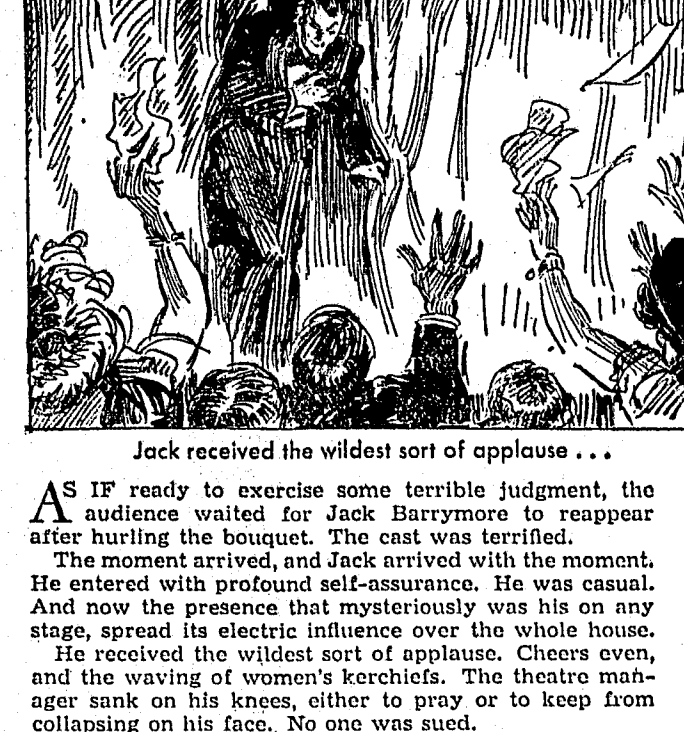 Jack received the wildest sort of applause . . .
AS IF ready to exercise some terrible judgment, the
audience waited for Jack Barrymore to reappear
after hurling the bouquet. The cast was terrified.
The moment arrived, and Jack arrived with the moment.
He entered with profound self-assurance. He was casual.
And now the presence that mysteriously was his on any
stage, spread its electric influence over the whole house.
He received the wildest sort of applause. Cheers even,
and the waving of women's kerchiefs. The theatre man-
ager sank on his knees, either to pray or to keep from
collapsing on his face. No one was sued.